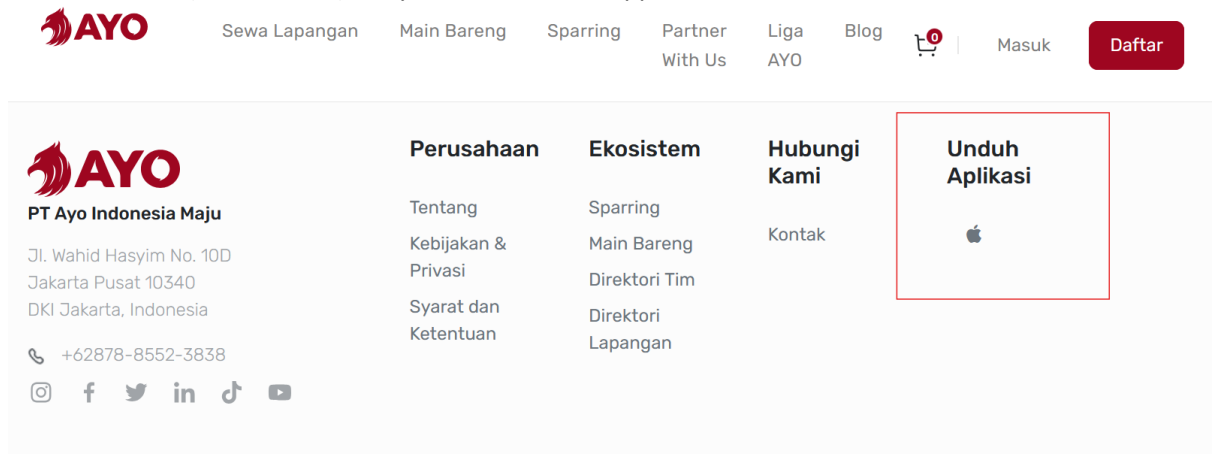 AYO
Sewa Lapangan
Main Bareng
Sparring
Partner
With Us
Liga
AYO
Blog
0
Masuk
Daftar
AYO
PT Ayo Indonesia Maju
Jl. Wahid Hasyim No. 10D
Jakarta Pusat 10340
DKI Jakarta, Indonesia
+62878-8552-3838
Perusahaan
Tentang
Kebijakan &
Privasi
Syarat dan
Ketentuan
Ekosistem
Sparring
Main Bareng
Direktori Tim
Direktori
Lapangan
Hubungi
Kami
Kontak
Unduh
Aplikasi